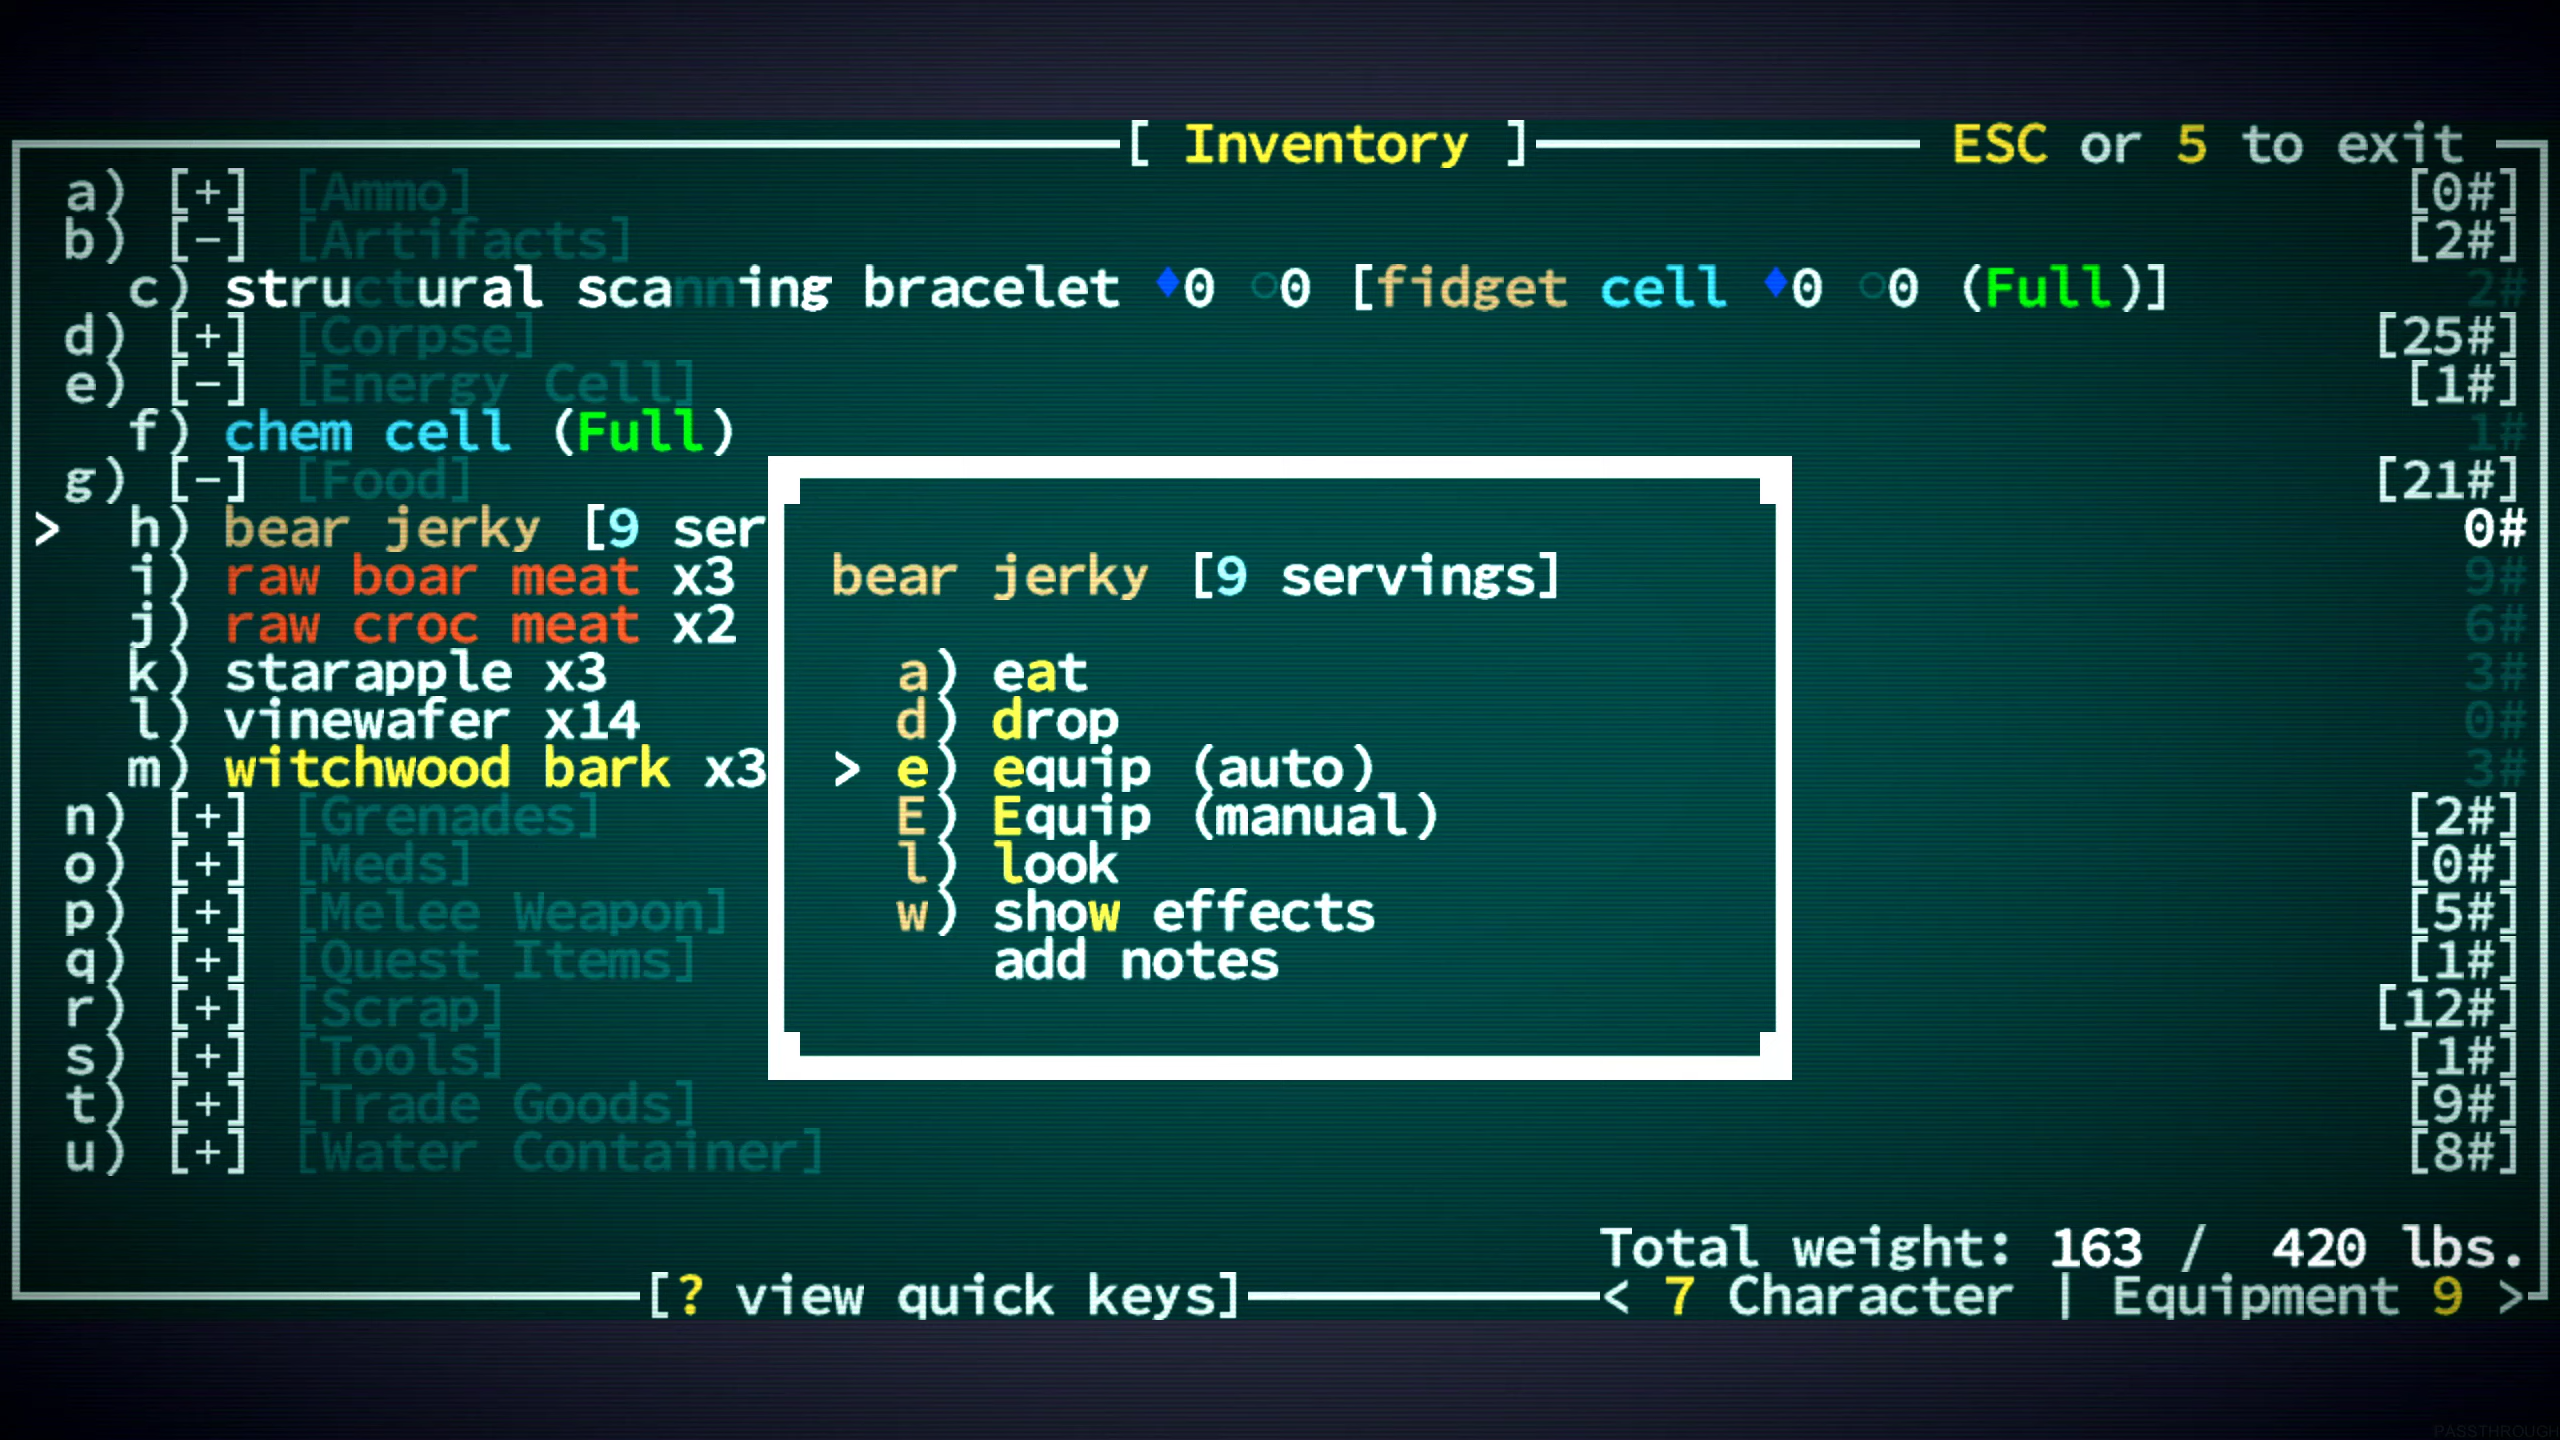 [ Inventory ] ESC or 5 to exit
a) [+] [Ammo] [0#]
b) [-] [Artifacts] [2#]
c) structural scanning bracelet ♦0 ○0 [fidget cell ♦0 ○0 (Full)] 2#
d) [+] [Corpse] [25#]
e) [-] [Energy Cell] [1#]
f) chem cell (Full) 1#
g) [-] [Food] [21#]
> h) bear jerky [9 ser 0#
i) raw boar meat x3 9#
j) raw croc meat x2 6#
k) starapple x3 3#
l) vinewafer x14 0#
m) witchwood bark x3 3#
n) [+] [Grenades] [2#]
o) [+] [Meds] [0#]
p) [+] [Melee Weapon] [5#]
q) [+] [Quest Items] [1#]
r) [+] [Scrap] [12#]
s) [+] [Tools] [1#]
t) [+] [Trade Goods] [9#]
u) [+] [Water Container] [8#]
bear jerky [9 servings]
a) eat
d) drop
> e) equip (auto)
E) Equip (manual)
l) look
w) show effects
add notes
Total weight: 163 / 420 lbs.
[? view quick keys] < 7 Character | Equipment 9 >
PASSTHROUGH